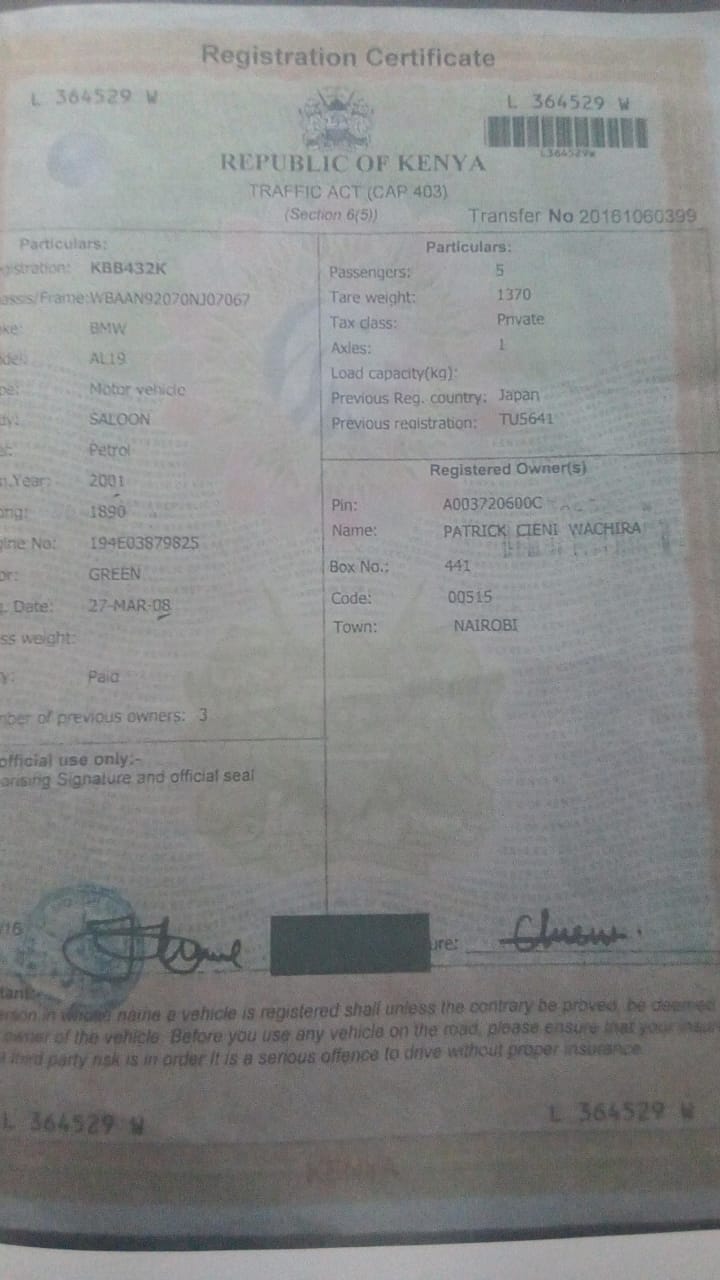 Registration Certificate
L 364529 W
L 364529 W
L364529W
REPUBLIC OF KENYA
TRAFFIC ACT (CAP 403)
(Section 6(5))
Transfer No 20161060399
Particulars:
gistration: KBB432K
assis/Frame: WBAAN92070NJ07067
ke: BMW
del: AL19
pe: Motor vehicle
dy: SALOON
el: Petrol
n.Year: 2001
ng: 1890
gine No: 194E03879825
or: GREEN
g. Date: 27-MAR-08
ss weight:
y: Paid
mber of previous owners: 3
official use only:-
orising Signature and official seal
Particulars:
Passengers: 5
Tare weight: 1370
Tax class: Private
Axles: 1
Load capacity(kg):
Previous Reg. country: Japan
Previous registration: TU5641
Registered Owner(s)
Pin: A003720600C
Name: PATRICK CIENI WACHIRA
Box No.: 441
Code: 00515
Town: NAIROBI
/16
ure:
tant:-
erson in whose name a vehicle is registered shall unless the contrary be proved, be deemed
owner of the vehicle. Before you use any vehicle on the road, please ensure that your insur
third party risk is in order It is a serious offence to drive without proper insurance.
L 364529 W
L 364529 W
KENYA